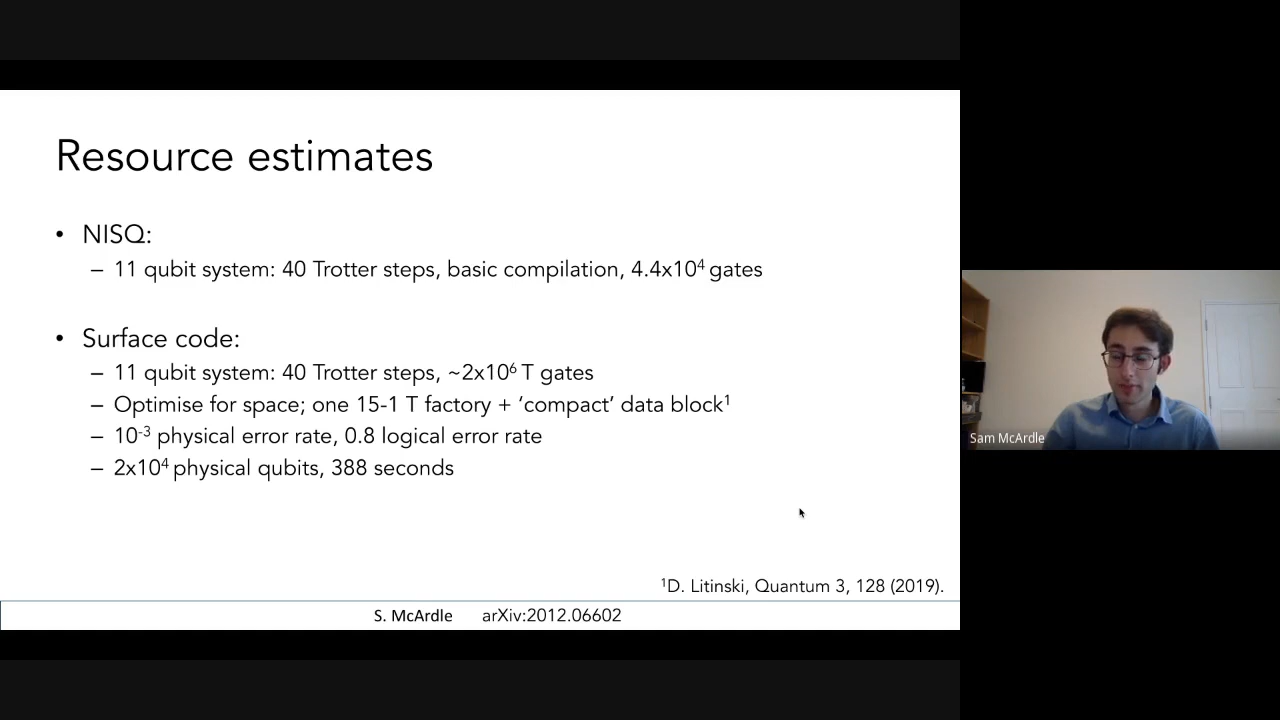 Resource estimates
• NISQ:
– 11 qubit system: 40 Trotter steps, basic compilation, 4.4x10⁴ gates
• Surface code:
– 11 qubit system: 40 Trotter steps, ~2x10⁶ T gates
– Optimise for space; one 15-1 T factory + ‘compact’ data block¹
– 10⁻³ physical error rate, 0.8 logical error rate
– 2x10⁴ physical qubits, 388 seconds
Sam McArdle
¹D. Litinski, Quantum 3, 128 (2019).
S. McArdle arXiv:2012.06602